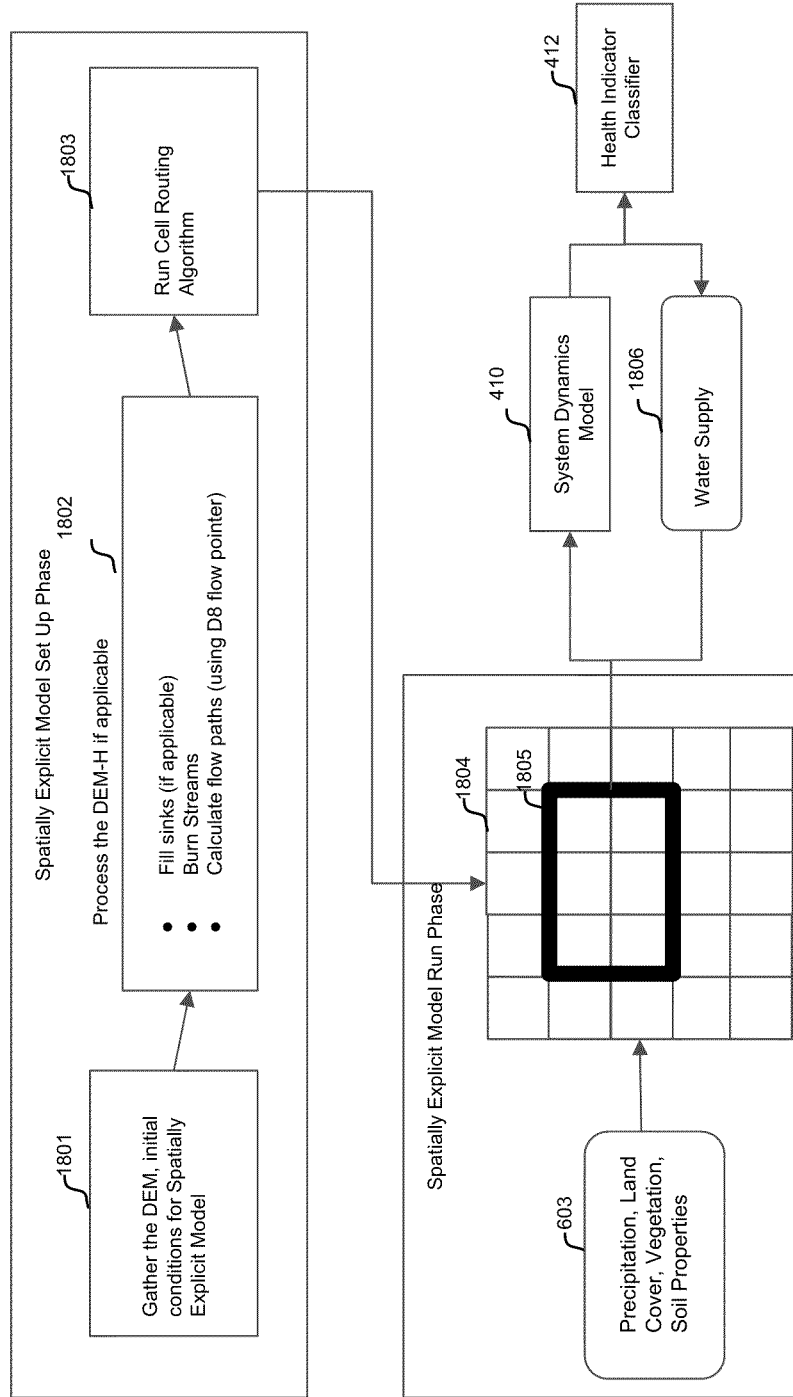 Spatially Explicit Model Set Up Phase
1801
Gather the DEM, initial
conditions for Spatially
Explicit Model
Process the DEM-H if applicable
1802
• Fill sinks (if applicable)
• Burn Streams
• Calculate flow paths (using D8 flow pointer)
1803
Run Cell Routing
Algorithm
Spatially Explicit Model Run Phase
603
Precipitation, Land
Cover, Vegetation,
Soil Properties
1804
1805
410
System Dynamics
Model
1806
Water Supply
412
Health Indicator
Classifier